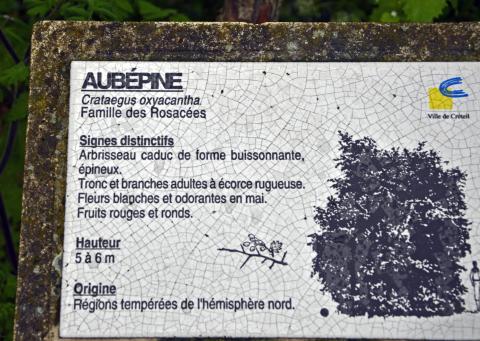 AUBÉPINE
Crataegus oxyacantha
Famille des Rosacées
Ville de Créteil
Signes distinctifs
Arbrisseau caduc de forme buissonnante,
épineux.
Tronc et branches adultes à écorce rugueuse.
Fleurs blanches et odorantes en mai.
Fruits rouges et ronds.
Hauteur
5 à 6 m
Origine
Régions tempérées de l'hémisphère nord.